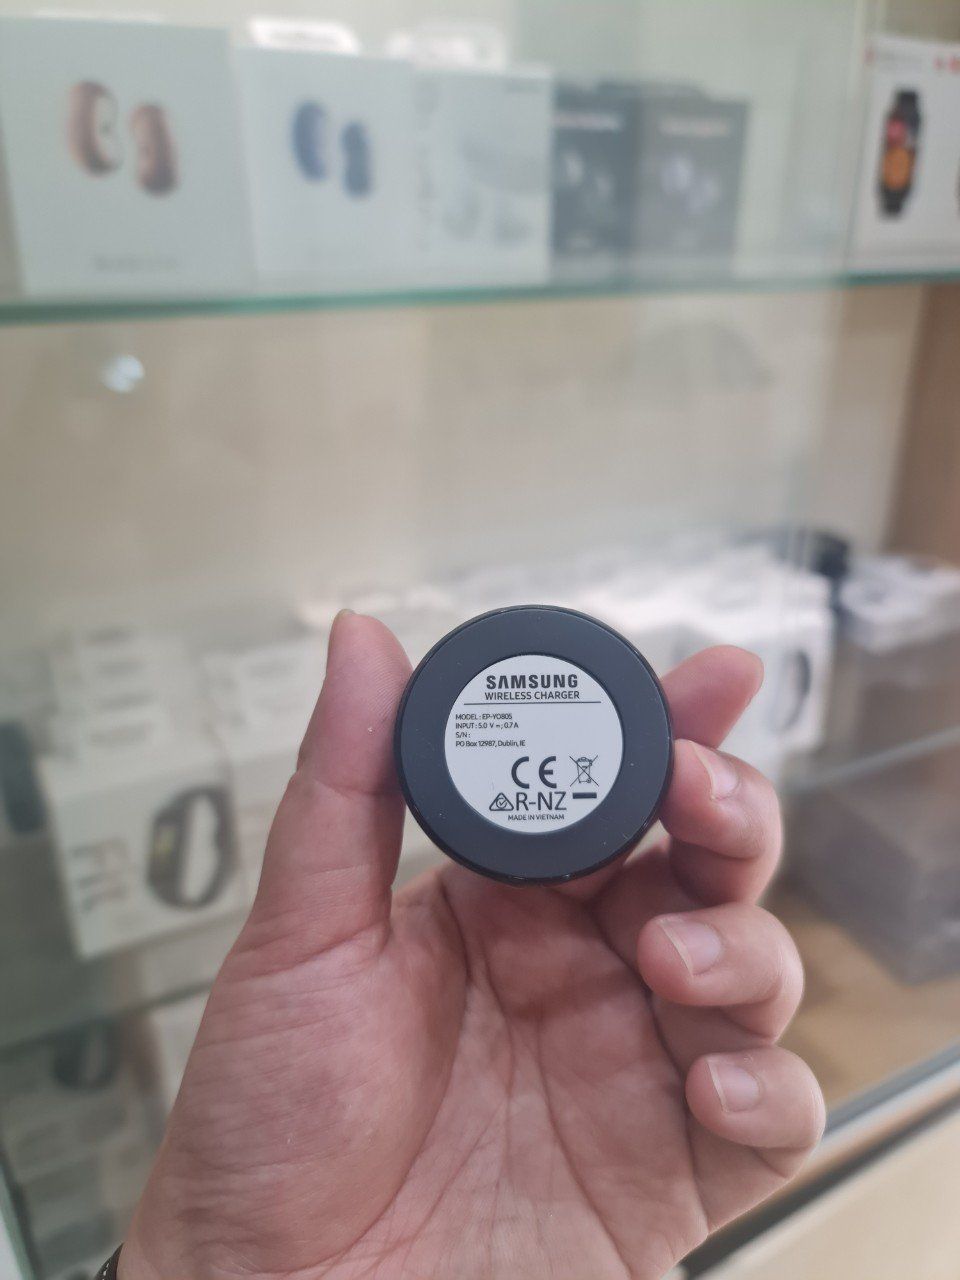 SAMSUNG
WIRELESS CHARGER
MODEL : EP-YO805
INPUT : 5.0 V ⎓ ; 0.7 A
S/N :
PO Box 12987, Dublin, IE
CE
R-NZ
MADE IN VIETNAM